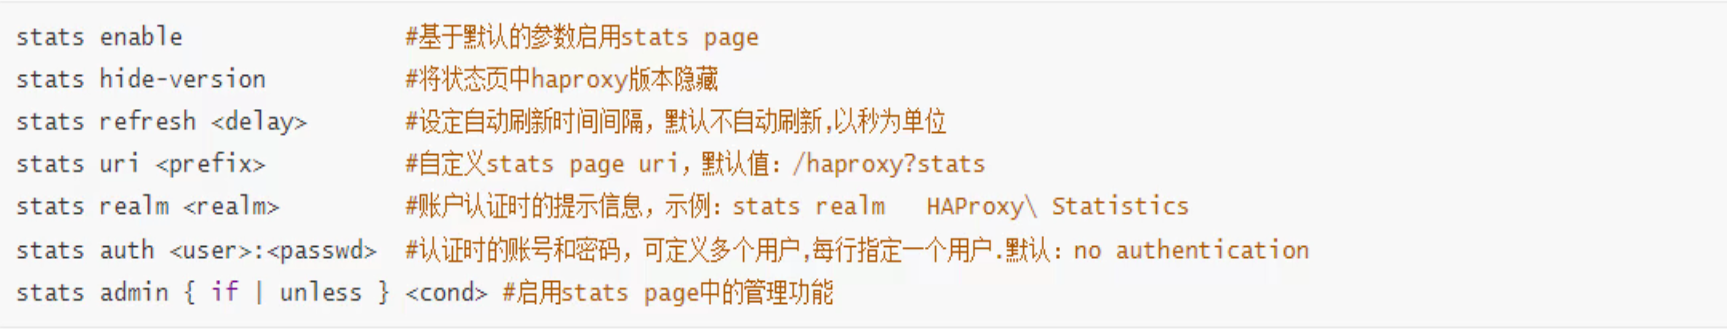 stats enable #基于默认的参数启用stats page
stats hide-version #将状态页中haproxy版本隐藏
stats refresh <delay> #设定自动刷新时间间隔，默认不自动刷新,以秒为单位
stats uri <prefix> #自定义stats page uri，默认值：/haproxy?stats
stats realm <realm> #账户认证时的提示信息，示例：stats realm   HAProxy\ Statistics
stats auth <user>:<passwd> #认证时的账号和密码，可定义多个用户,每行指定一个用户.默认：no authentication
stats admin { if | unless } <cond> #启用stats page中的管理功能